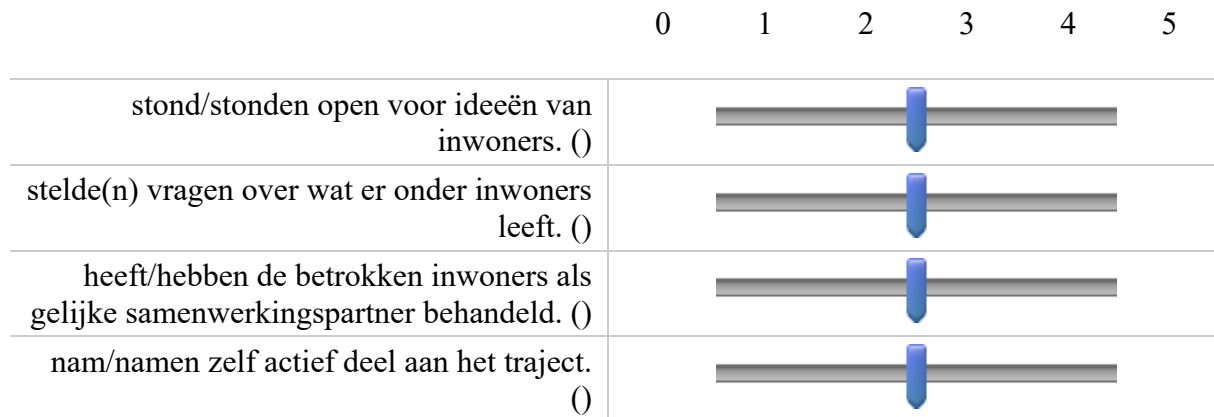 0 1 2 3 4 5
stond/stonden open voor ideeën van
inwoners. ()
stelde(n) vragen over wat er onder inwoners
leeft. ()
heeft/hebben de betrokken inwoners als
gelijke samenwerkingspartner behandeld. ()
nam/namen zelf actief deel aan het traject.
()